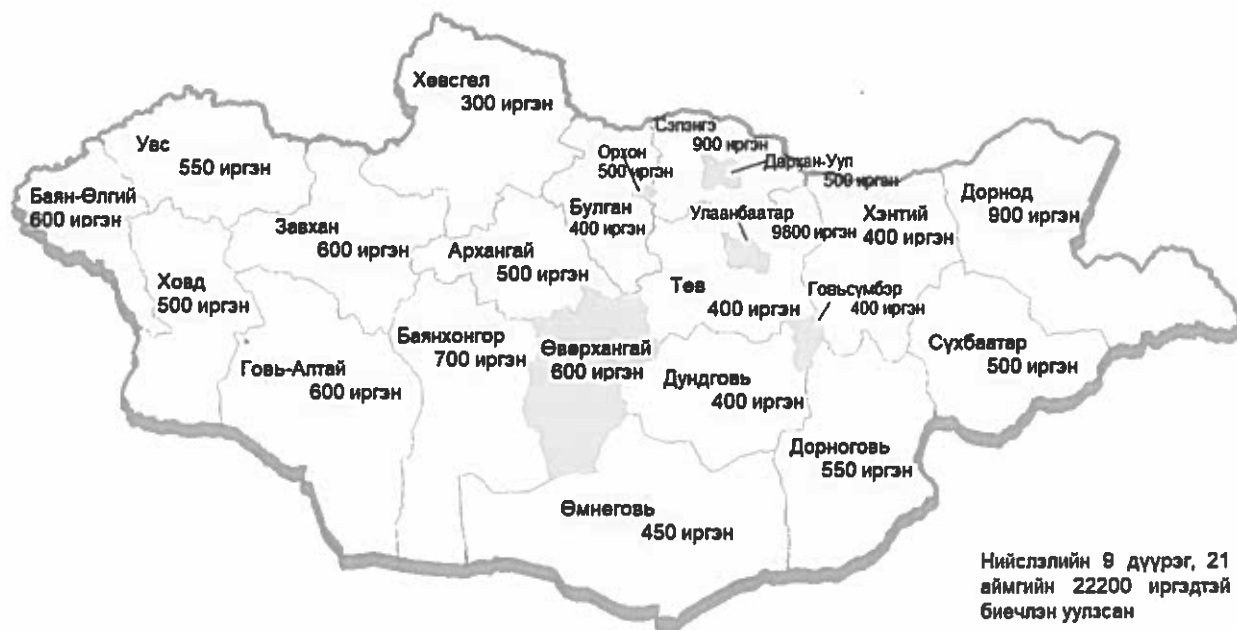 Хөвсгөл
300 иргэн
Увс
550 иргэн
Сэлэнгэ
900 иргэн
Орхон
500 иргэн
Дархан-Уул
500 иргэн
Баян-Өлгий
600 иргэн
Завхан
600 иргэн
Булган
400 иргэн
Улаанбаатар
9800 иргэн
Хэнтий
400 иргэн
Дорнод
900 иргэн
Архангай
500 иргэн
Ховд
500 иргэн
Төв
400 иргэн
Говьсүмбэр
400 иргэн
Баянхонгор
700 иргэн
Өвөрхангай
600 иргэн
Сүхбаатар
500 иргэн
Говь-Алтай
600 иргэн
Дундговь
400 иргэн
Дорноговь
550 иргэн
Өмнөговь
450 иргэн
Нийслэлийн 9 дүүрэг, 21
аймгийн 22200 иргэдтэй
биечлэн уулзсан